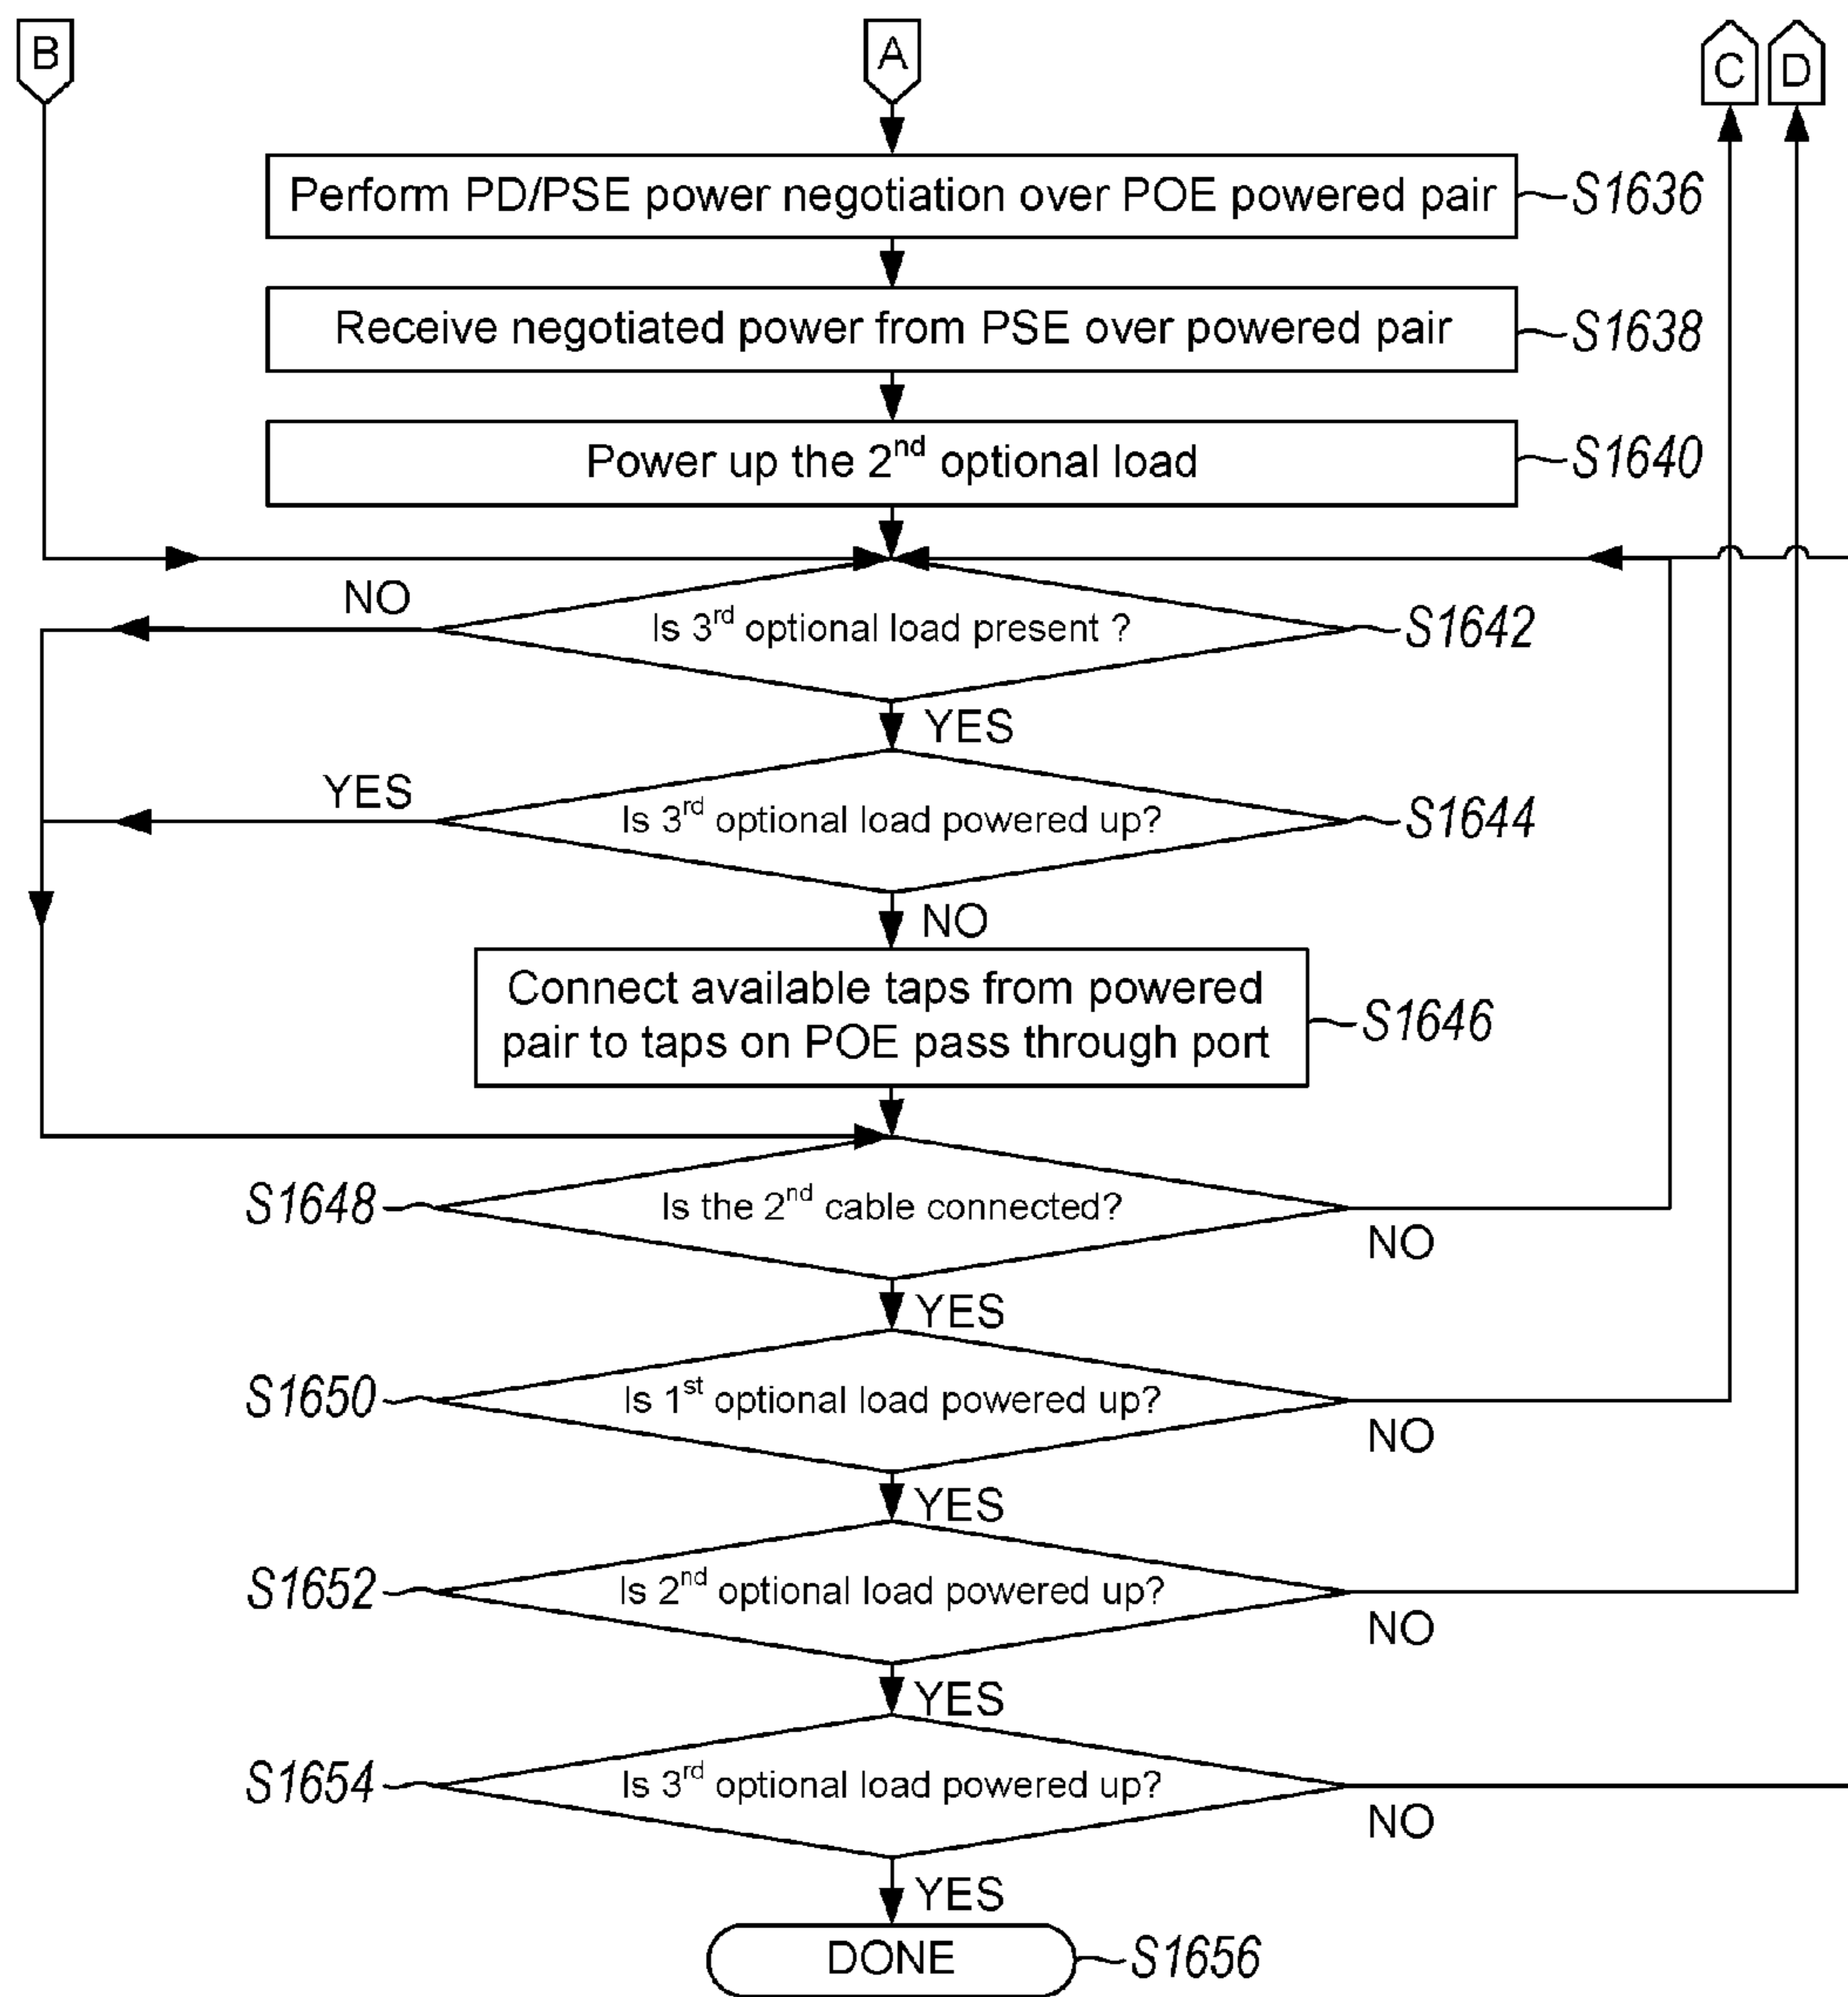 B
A
C
D
Perform PD/PSE power negotiation over POE powered pair
S1636
Receive negotiated power from PSE over powered pair
S1638
Power up the 2nd optional load
S1640
NO
Is 3rd optional load present ?
S1642
YES
YES
Is 3rd optional load powered up?
S1644
NO
Connect available taps from powered
pair to taps on POE pass through port
S1646
S1648
Is the 2nd cable connected?
NO
YES
S1650
Is 1st optional load powered up?
NO
YES
S1652
Is 2nd optional load powered up?
NO
YES
S1654
Is 3rd optional load powered up?
NO
YES
DONE
S1656